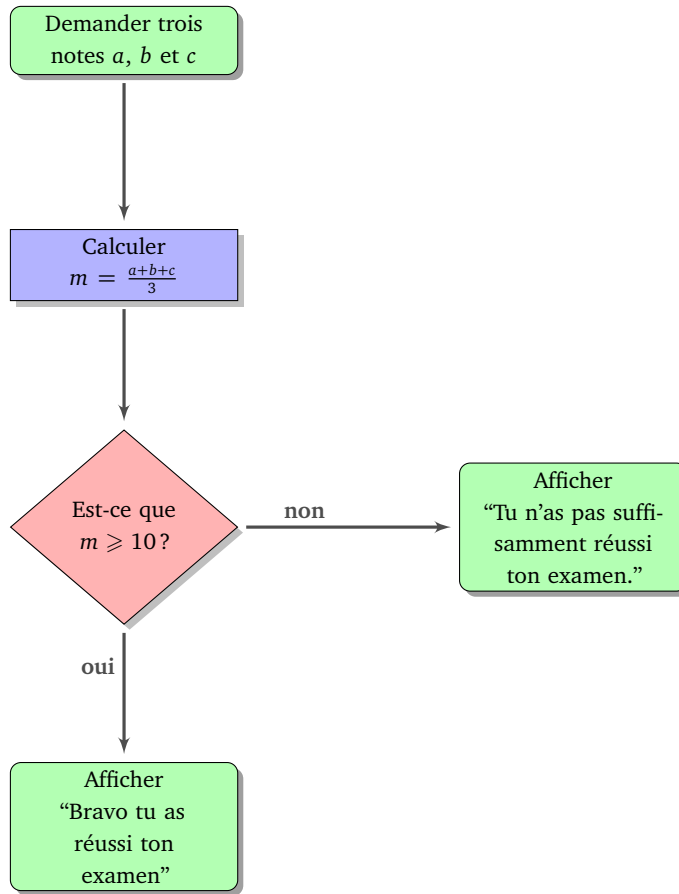 Demander trois
notes a, b et c
Calculer
m = \frac{a+b+c}{3}
Est-ce que
m ⩾ 10 ?
non
Afficher
“Tu n’as pas suffi-
samment réussi
ton examen.”
oui
Afficher
“Bravo tu as
réussi ton
examen”